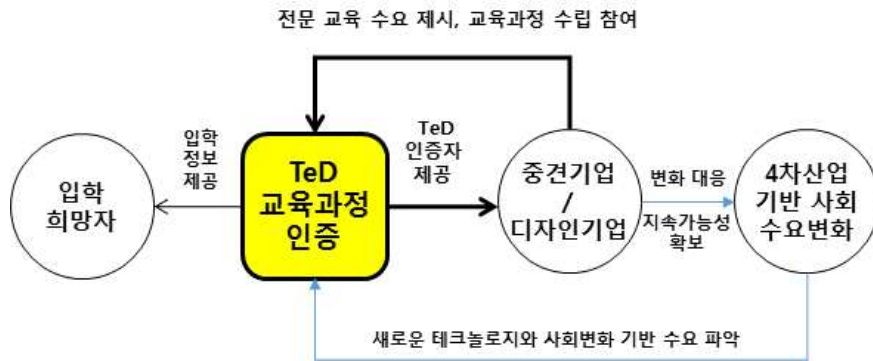 전문 교육 수요 제시, 교육과정 수립 참여
입학
희망자
입학
정보
제공
TeD
교육과정
인증
TeD
인증자
제공
중견기업
/
디자인기업
변화 대응
지속가능성
확보
4차산업
기반 사회
수요변화
새로운 테크놀로지와 사회변화 기반 수요 파악